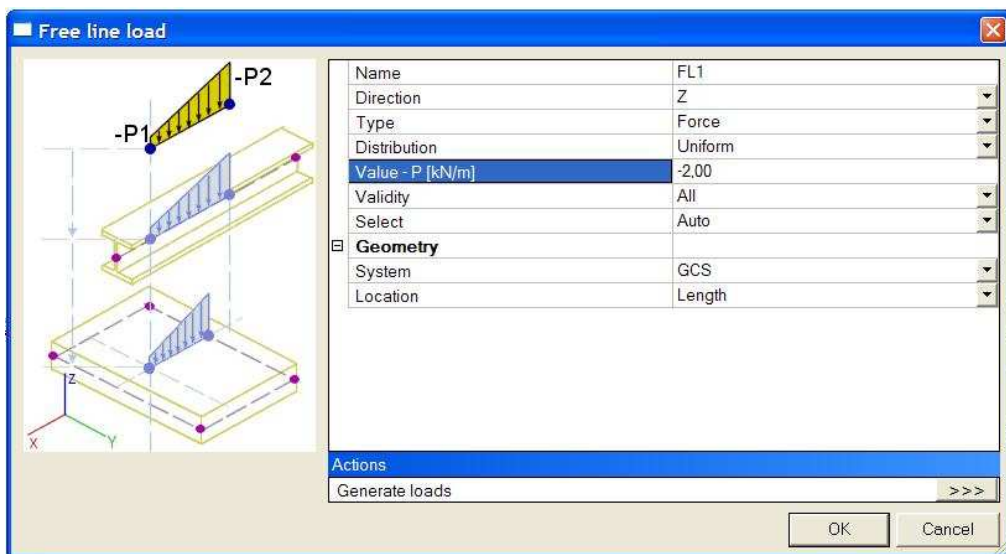 Free line load
-P2
-P1
Z
X
Y
Name FL1
Direction Z
Type Force
Distribution Uniform
Value - P [kN/m] -2,00
Validity All
Select Auto
Geometry
System GCS
Location Length
Actions
Generate loads >>>
OK Cancel